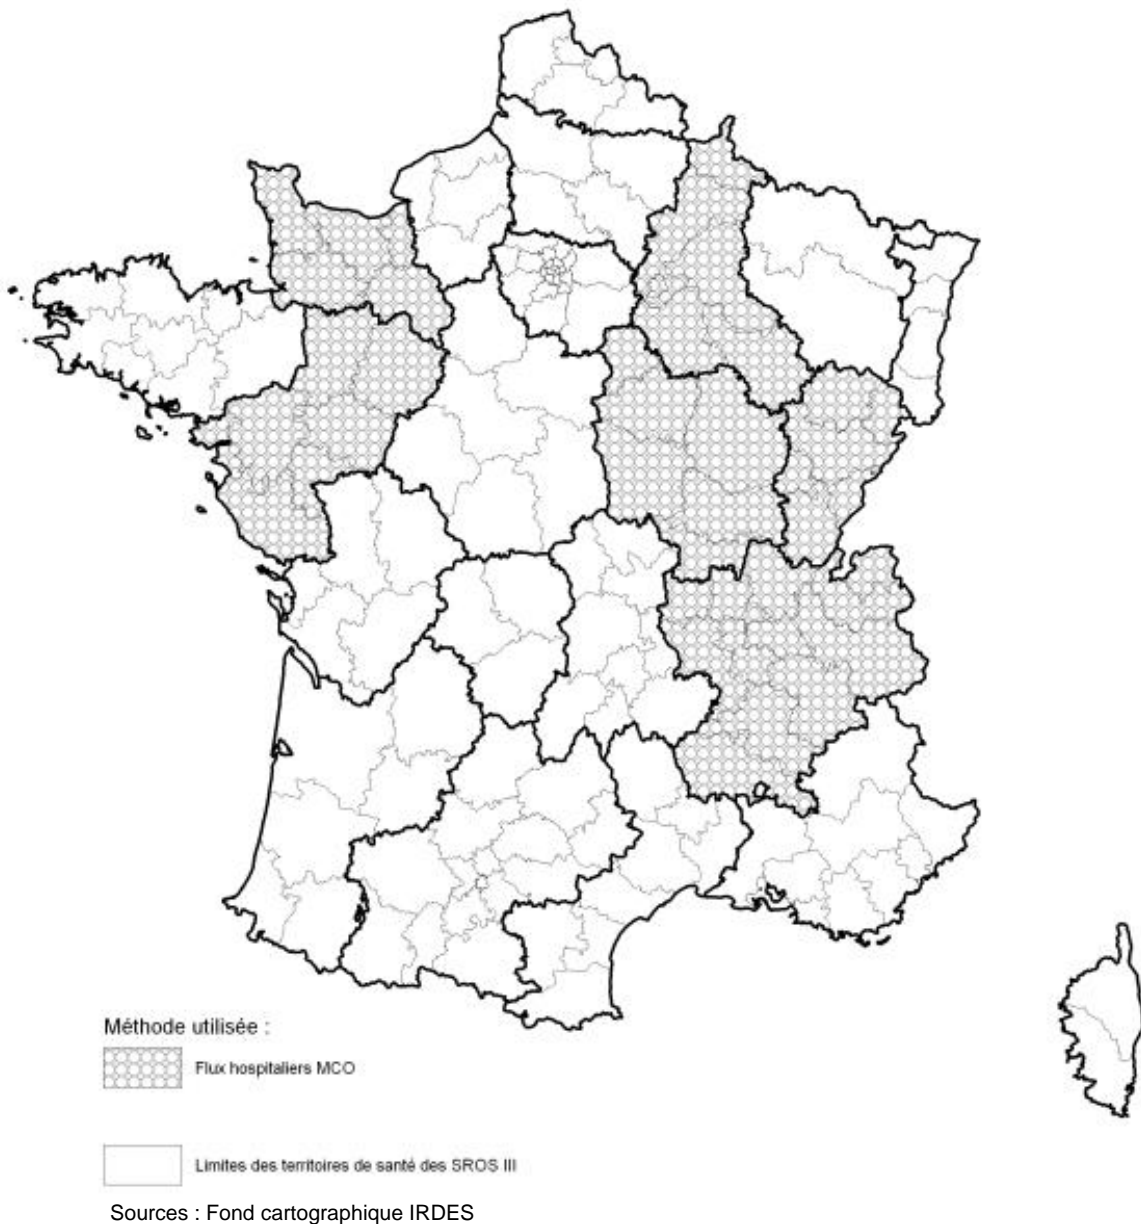 Méthode utilisée :
Flux hospitaliers MCO
Limites des territoires de santé des SROS III
Sources : Fond cartographique IRDES